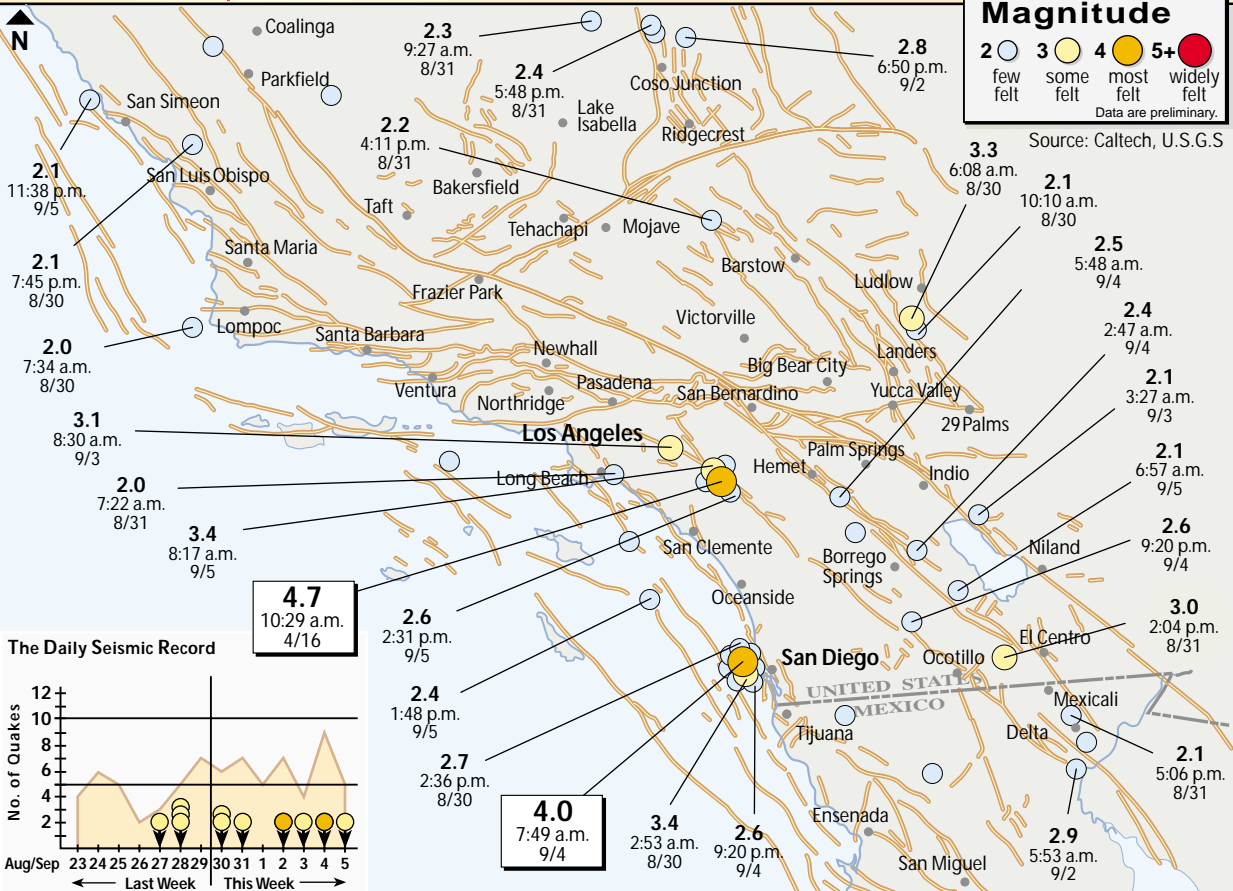 Magnitude
2 3 4 5+
few felt
some felt
most felt
widely felt
Data are preliminary.
Source: Caltech, U.S.G.S
N
Coalinga
Parkfield
San Simeon
San Luis Obispo
Santa Maria
Lompoc
Santa Barbara
Ventura
Taft
Bakersfield
Lake
Isabella
Coso Junction
Ridgecrest
Tehachapi
Mojave
Frazier Park
Barstow
Ludlow
Victorville
Landers
Newhall
Big Bear City
Pasadena
Northridge
San Bernardino
Yucca Valley
29 Palms
Los Angeles
Palm Springs
Long Beach
Hemet
Indio
San Clemente
Borrego
Springs
Niland
Oceanside
El Centro
San Diego
Ocotillo
UNITED STATES
MEXICO
Mexicali
Delta
Tijuana
Ensenada
San Miguel
2.3
9:27 a.m.
8/31
2.4
5:48 p.m.
8/31
2.8
6:50 p.m.
9/2
2.2
4:11 p.m.
8/31
3.3
6:08 a.m.
8/30
2.1
10:10 a.m.
8/30
2.5
5:48 a.m.
9/4
2.4
2:47 a.m.
9/4
2.1
3:27 a.m.
9/3
2.1
6:57 a.m.
9/5
2.6
9:20 p.m.
9/4
3.0
2:04 p.m.
8/31
2.1
5:06 p.m.
8/31
2.9
5:53 a.m.
9/2
2.1
11:38 p.m.
9/5
2.1
7:45 p.m.
8/30
2.0
7:34 a.m.
8/30
3.1
8:30 a.m.
9/3
2.0
7:22 a.m.
8/31
3.4
8:17 a.m.
9/5
4.7
10:29 a.m.
4/16
2.6
2:31 p.m.
9/5
2.4
1:48 p.m.
9/5
2.7
2:36 p.m.
8/30
4.0
7:49 a.m.
9/4
3.4
2:53 a.m.
8/30
2.6
9:20 p.m.
9/4
The Daily Seismic Record
No. of Quakes
12
10
8
6
4
2
Aug/Sep 23 24 25 26 27 28 29 30 31 1 2 3 4 5
Last Week This Week